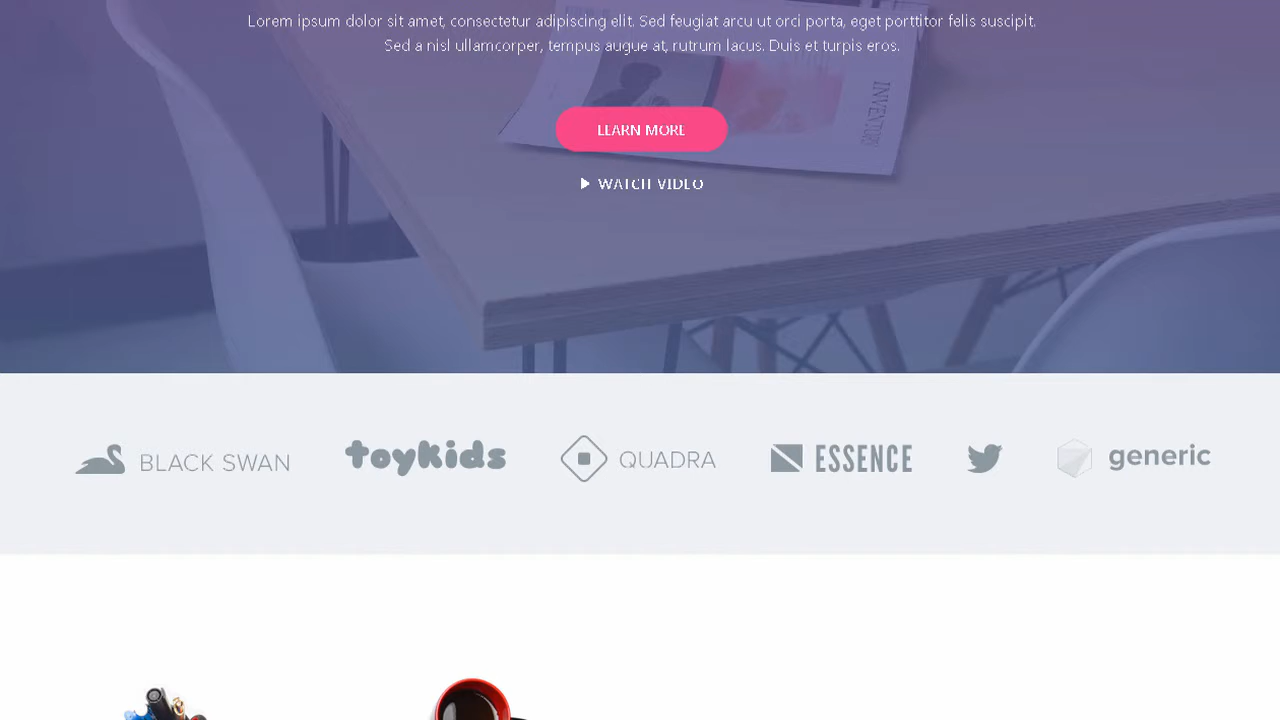 Lorem ipsum dolor sit amet, consectetur adipiscing elit. Sed feugiat arcu ut orci porta, eget porttitor felis suscipit.
Sed a nisl ullamcorper, tempus augue at, rutrum lacus. Duis et turpis eros.
INVENTORS
LEARN MORE
WATCH VIDEO
BLACK SWAN
toykids
QUADRA
ESSENCE
generic